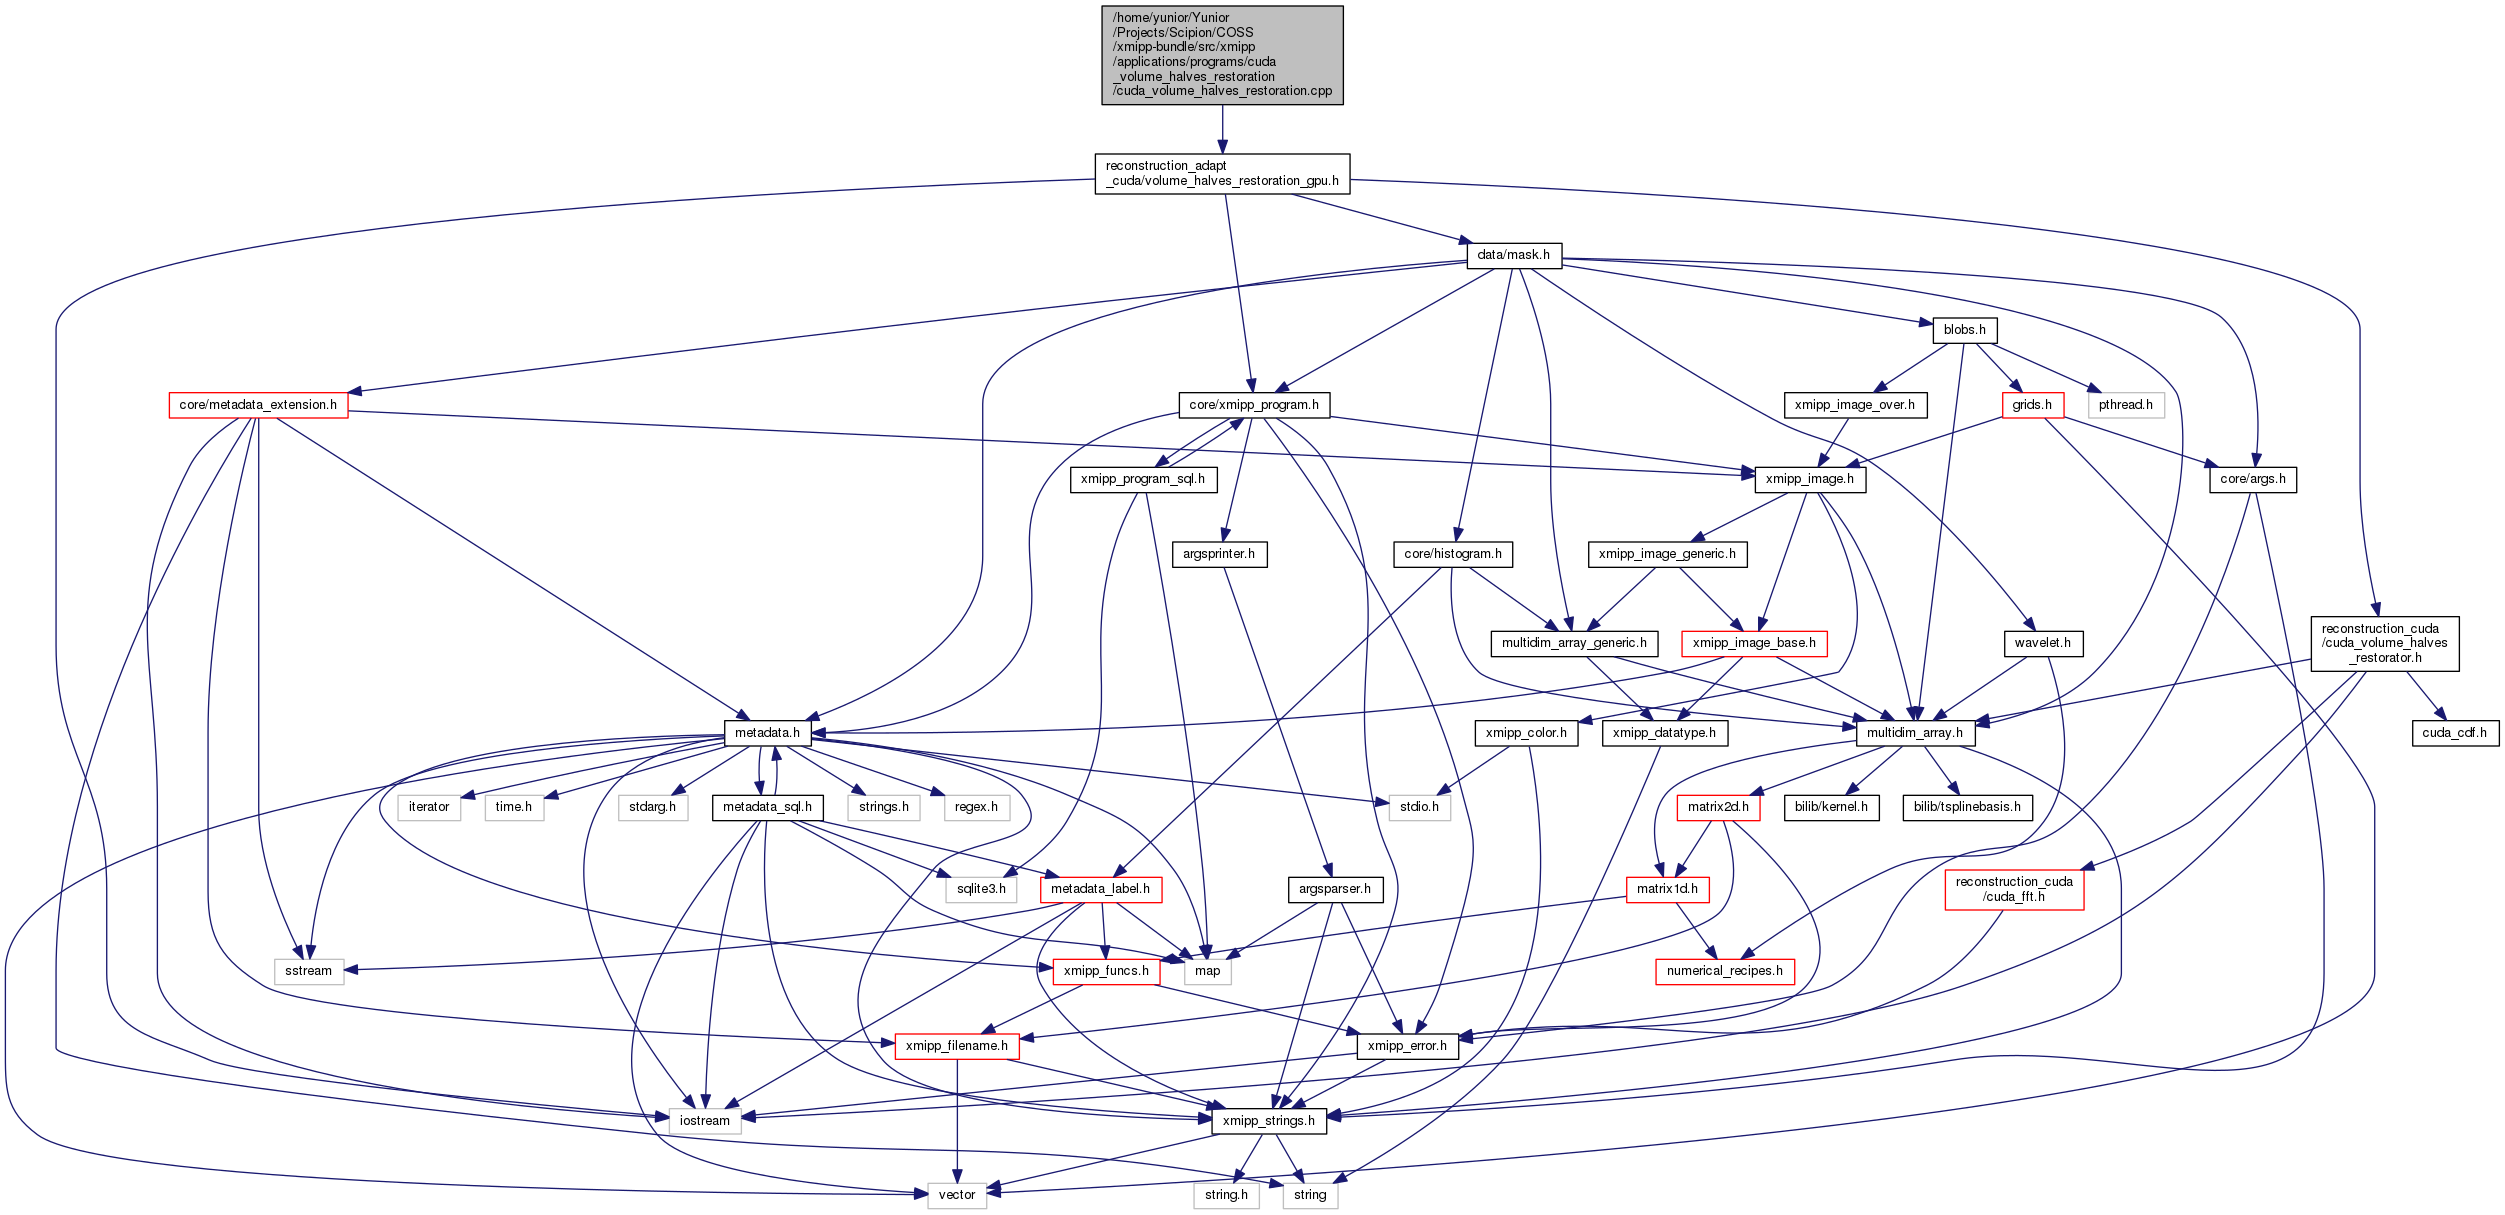 /home/yunior/Yunior
/Projects/Scipion/COSS
/xmipp-bundle/src/xmipp
/applications/programs/cuda
_volume_halves_restoration
/cuda_volume_halves_restoration.cpp
reconstruction_adapt
_cuda/volume_halves_restoration_gpu.h
data/mask.h
blobs.h
core/metadata_extension.h
core/xmipp_program.h
xmipp_image_over.h
grids.h
pthread.h
xmipp_program_sql.h
xmipp_image.h
core/args.h
argsprinter.h
core/histogram.h
xmipp_image_generic.h
multidim_array_generic.h
xmipp_image_base.h
wavelet.h
reconstruction_cuda
/cuda_volume_halves
_restorator.h
metadata.h
xmipp_color.h
xmipp_datatype.h
multidim_array.h
cuda_cdf.h
iterator
time.h
stdarg.h
metadata_sql.h
strings.h
regex.h
stdio.h
matrix2d.h
bilib/kernel.h
bilib/tsplinebasis.h
sqlite3.h
metadata_label.h
argsparser.h
matrix1d.h
reconstruction_cuda
/cuda_fft.h
sstream
xmipp_funcs.h
map
numerical_recipes.h
xmipp_filename.h
xmipp_error.h
iostream
xmipp_strings.h
vector
string.h
string